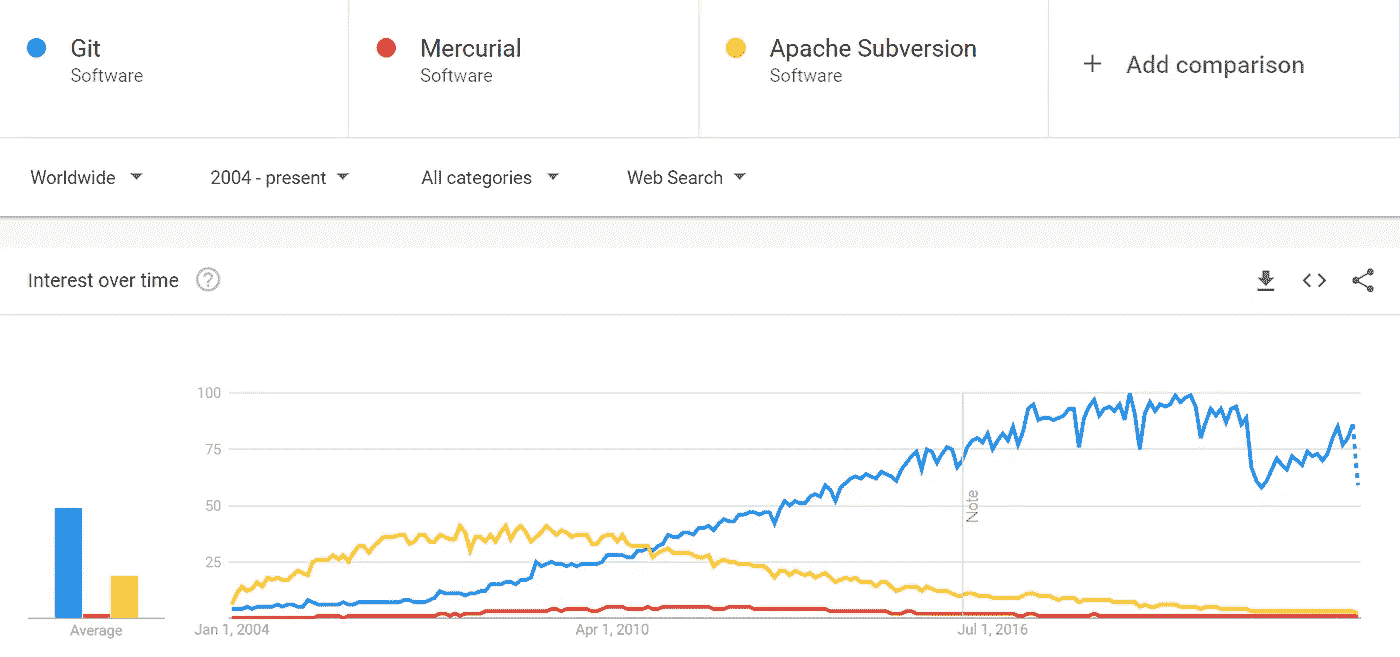 Git
Software
Mercurial
Software
Apache Subversion
Software
+ Add comparison
Worldwide
2004 - present
All categories
Web Search
Interest over time ?
100
75
50
25
Note
Average
Jan 1, 2004
Apr 1, 2010
Jul 1, 2016